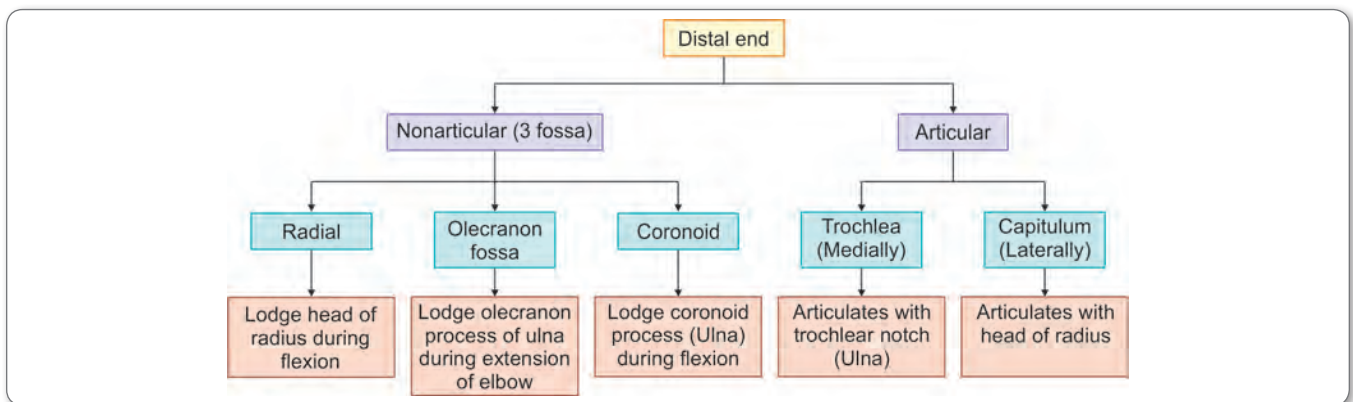 Distal end
Nonarticular (3 fossa)
Articular
Radial
Olecranon
fossa
Coronoid
Trochlea
(Medially)
Capitulum
(Laterally)
Lodge head of
radius during
flexion
Lodge olecranon
process of ulna
during extension
of elbow
Lodge coronoid
process (Ulna)
during flexion
Articulates with
trochlear notch
(Ulna)
Articulates with
head of radius